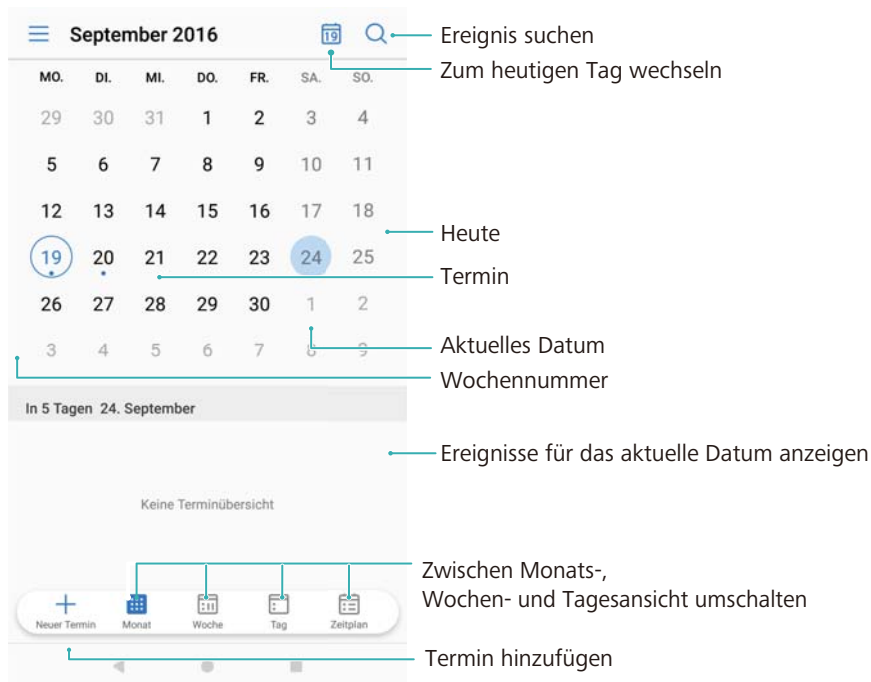 September 2016
19
Ereignis suchen
Zum heutigen Tag wechseln
MO. DI. MI. DO. FR. SA. SO.
29 30 31 1 2 3 4
5 6 7 8 9 10 11
12 13 14 15 16 17 18
Heute
19 20 21 22 23 24 25
Termin
26 27 28 29 30 1 2
Aktuelles Datum
3 4 5 6 7 8 9
Wochennummer
In 5 Tagen 24. September
Ereignisse für das aktuelle Datum anzeigen
Keine Terminübersicht
Zwischen Monats-,
Wochen- und Tagesansicht umschalten
Neuer Termin Monat Woche Tag Zeitplan
Termin hinzufügen